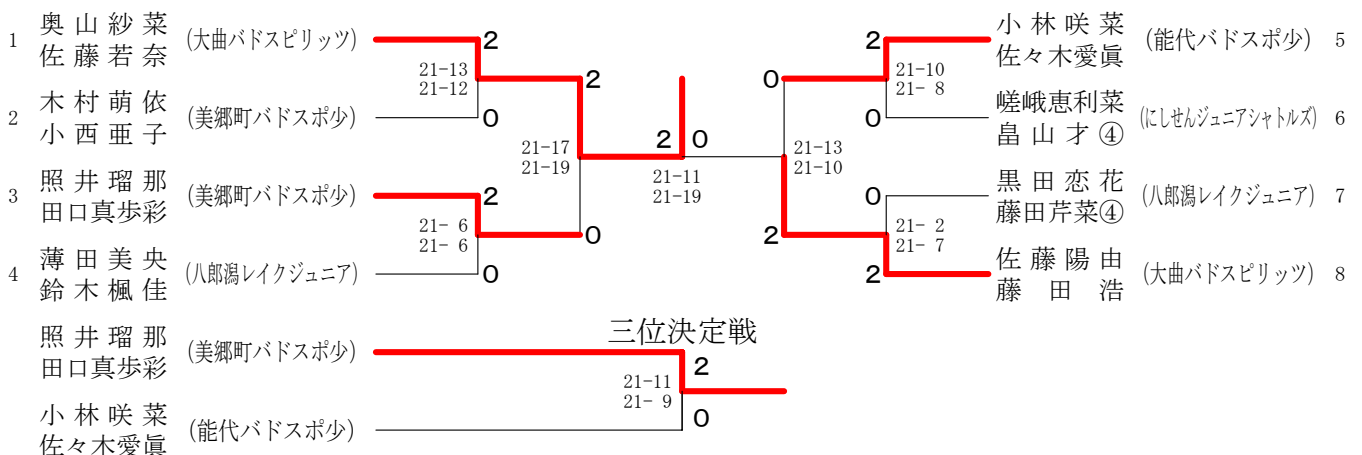 1 奥山紗菜 佐藤若奈 (大曲バドスピリッツ) 2
21-13
21-12
2 木村萌依 小西亜子 (美郷町バドスポ少) 0
2
21-17
21-19
3 照井瑠那 田口真歩彩 (美郷町バドスポ少) 2
21- 6
21- 6
4 薄田美央 鈴木楓佳 (八郎潟レイクジュニア) 0
0
2 0
21-11
21-19
2 小林咲菜 佐々木愛眞 (能代バドスポ少) 5
21-10
21- 8
0 嵯峨恵利菜 畠山才④ (にしせんジュニアシャトルズ) 6
0
21-13
21-10
0 黒田恋花 藤田芹菜④ (八郎潟レイクジュニア) 7
21- 2
21- 7
2 佐藤陽由 藤田浩 (大曲バドスピリッツ) 8
2
三位決定戦
照井瑠那 田口真歩彩 (美郷町バドスポ少) 2
21-11
21- 9
小林咲菜 佐々木愛眞 (能代バドスポ少) 0